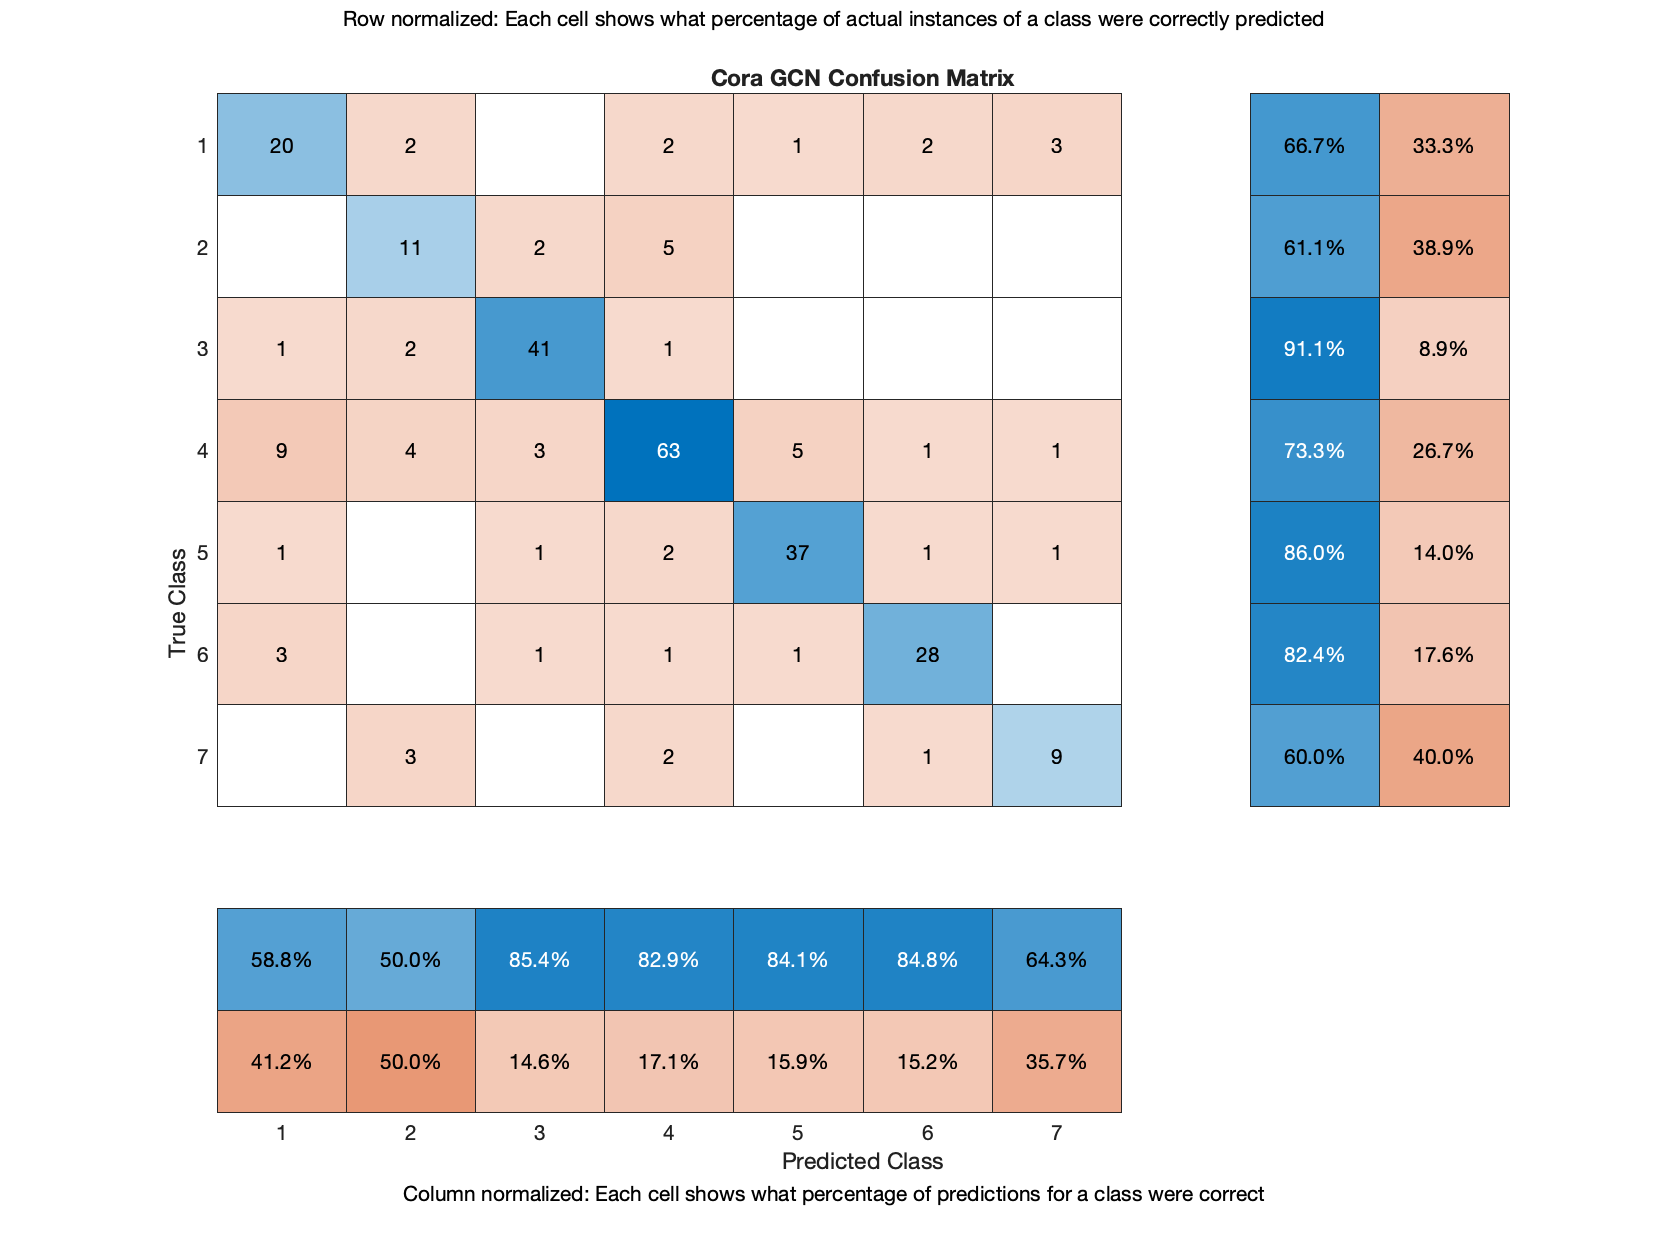 Row normalized: Each cell shows what percentage of actual instances of a class were correctly predicted
Cora GCN Confusion Matrix
1 20 2 2 1 2 3 66.7% 33.3%
2 11 2 5 61.1% 38.9%
3 1 2 41 1 91.1% 8.9%
4 9 4 3 63 5 1 1 73.3% 26.7%
True Class
5 1 1 2 37 1 1 86.0% 14.0%
6 3 1 1 1 28 82.4% 17.6%
7 3 2 1 9 60.0% 40.0%
58.8% 50.0% 85.4% 82.9% 84.1% 84.8% 64.3%
41.2% 50.0% 14.6% 17.1% 15.9% 15.2% 35.7%
1 2 3 4 5 6 7
Predicted Class
Column normalized: Each cell shows what percentage of predictions for a class were correct